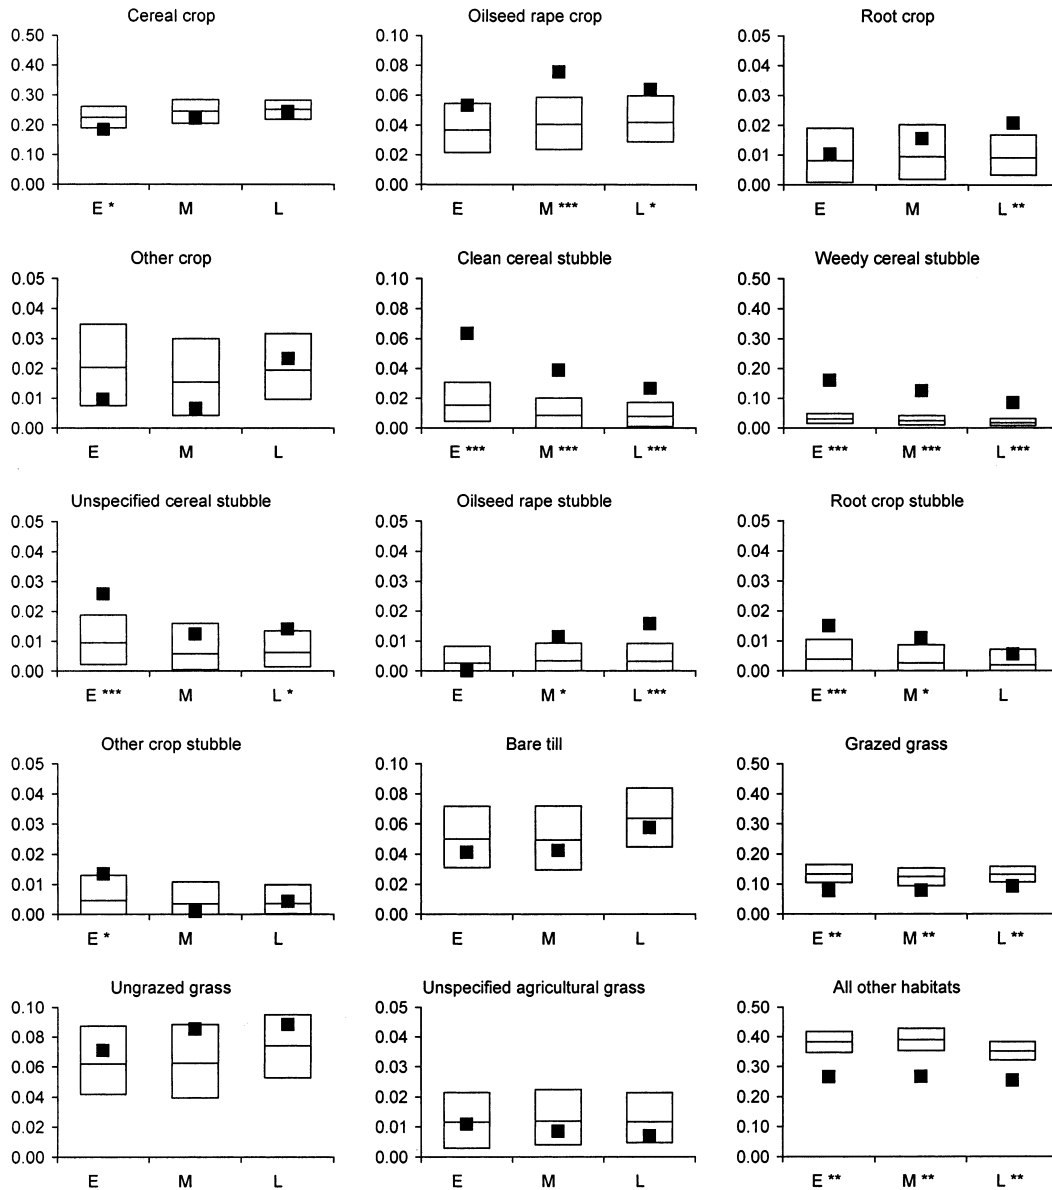 Cereal crop
0.50
0.40
0.30
0.20
0.10
0.00
E *
M
L
Oilseed rape crop
0.10
0.08
0.06
0.04
0.02
0.00
E
M ***
L *
Root crop
0.05
0.04
0.03
0.02
0.01
0.00
E
M
L **
Other crop
0.05
0.04
0.03
0.02
0.01
0.00
E
M
L
Clean cereal stubble
0.10
0.08
0.06
0.04
0.02
0.00
E ***
M ***
L ***
Weedy cereal stubble
0.50
0.40
0.30
0.20
0.10
0.00
E ***
M ***
L ***
Unspecified cereal stubble
0.05
0.04
0.03
0.02
0.01
0.00
E ***
M
L *
Oilseed rape stubble
0.05
0.04
0.03
0.02
0.01
0.00
E
M *
L ***
Root crop stubble
0.05
0.04
0.03
0.02
0.01
0.00
E ***
M *
L
Other crop stubble
0.05
0.04
0.03
0.02
0.01
0.00
E *
M
L
Bare till
0.10
0.08
0.06
0.04
0.02
0.00
E
M
L
Grazed grass
0.50
0.40
0.30
0.20
0.10
0.00
E **
M **
L **
Ungrazed grass
0.10
0.08
0.06
0.04
0.02
0.00
E
M
L
Unspecified agricultural grass
0.05
0.04
0.03
0.02
0.01
0.00
E
M
L
All other habitats
0.50
0.40
0.30
0.20
0.10
0.00
E **
M **
L **